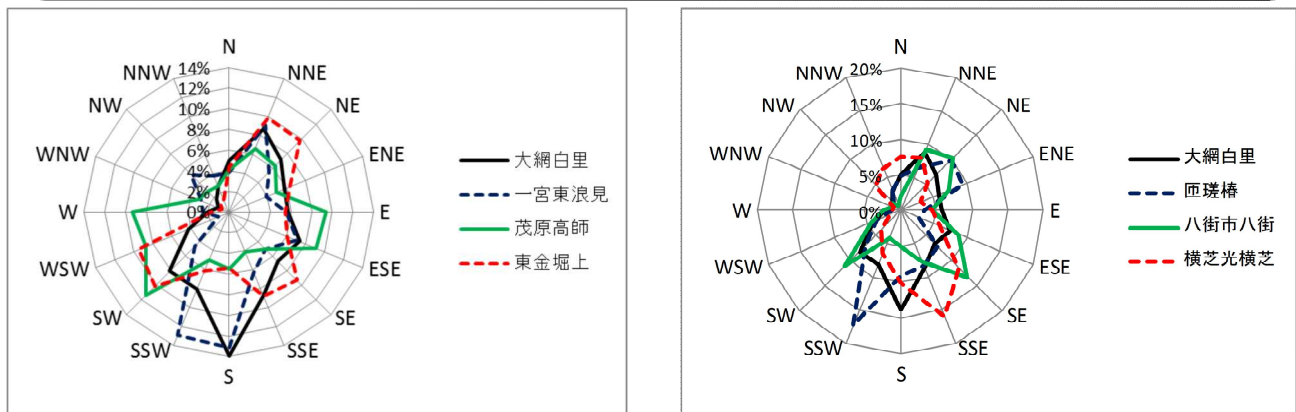 N
NNE
NE
ENE
E
ESE
SE
SSE
S
SSW
SW
WSW
W
WNW
NW
NNW
14%
12%
10%
8%
6%
4%
2%
0%
大網白里
一宮東浪見
茂原高師
東金堀上
N
NNE
NE
ENE
E
ESE
SE
SSE
S
SSW
SW
WSW
W
WNW
NW
NNW
20%
15%
10%
5%
0%
大網白里
匝瑳椿
八街市八街
横芝光横芝